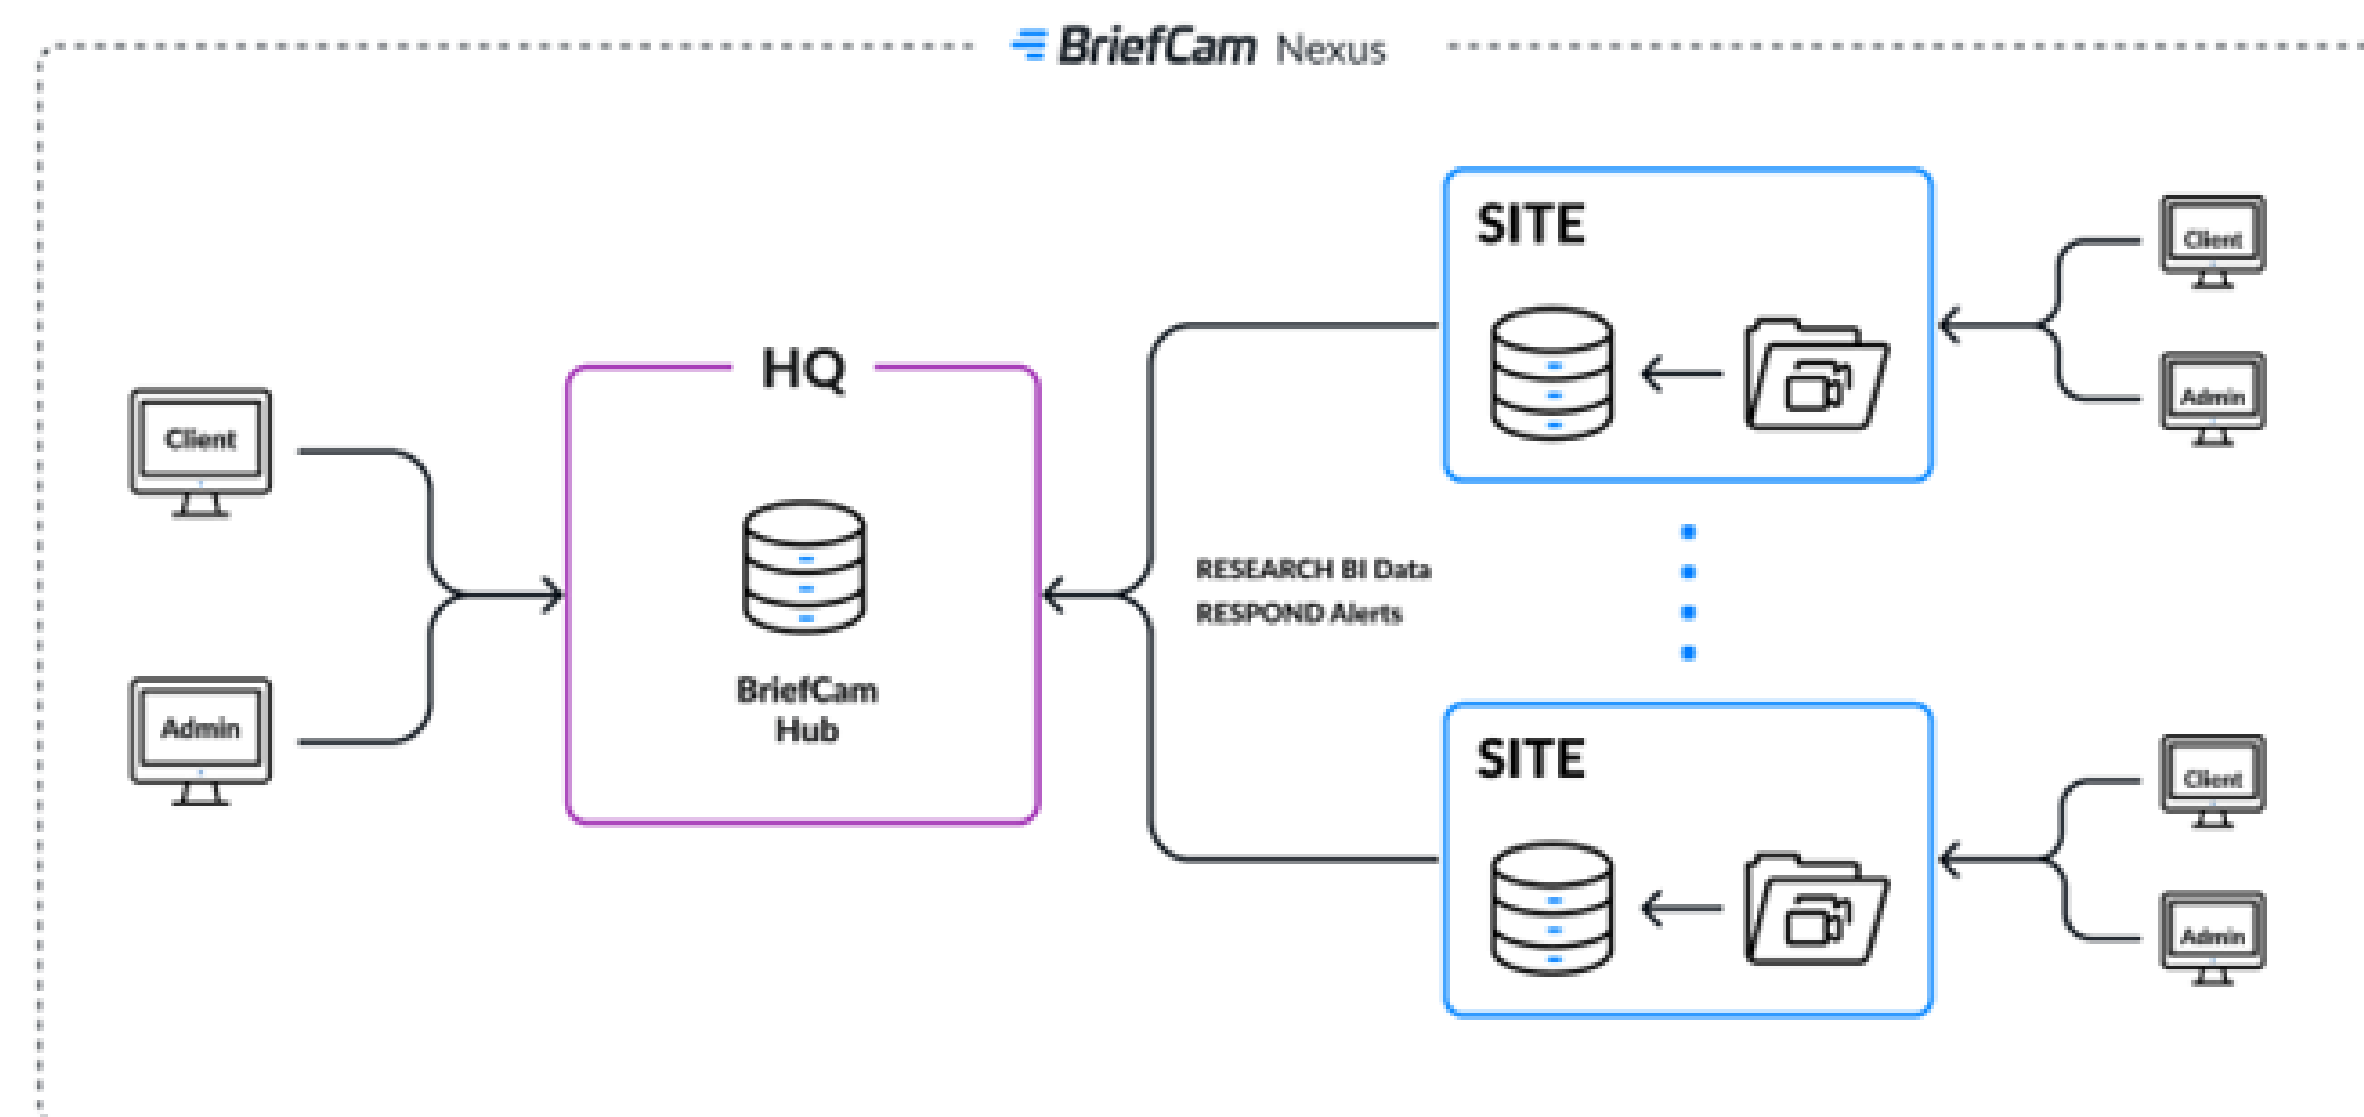 BriefCam Nexus
SITE
Client
Admin
HQ
Client
Admin
BriefCam
Hub
RESEARCH BI Data
RESPOND Alerts
SITE
Client
Admin